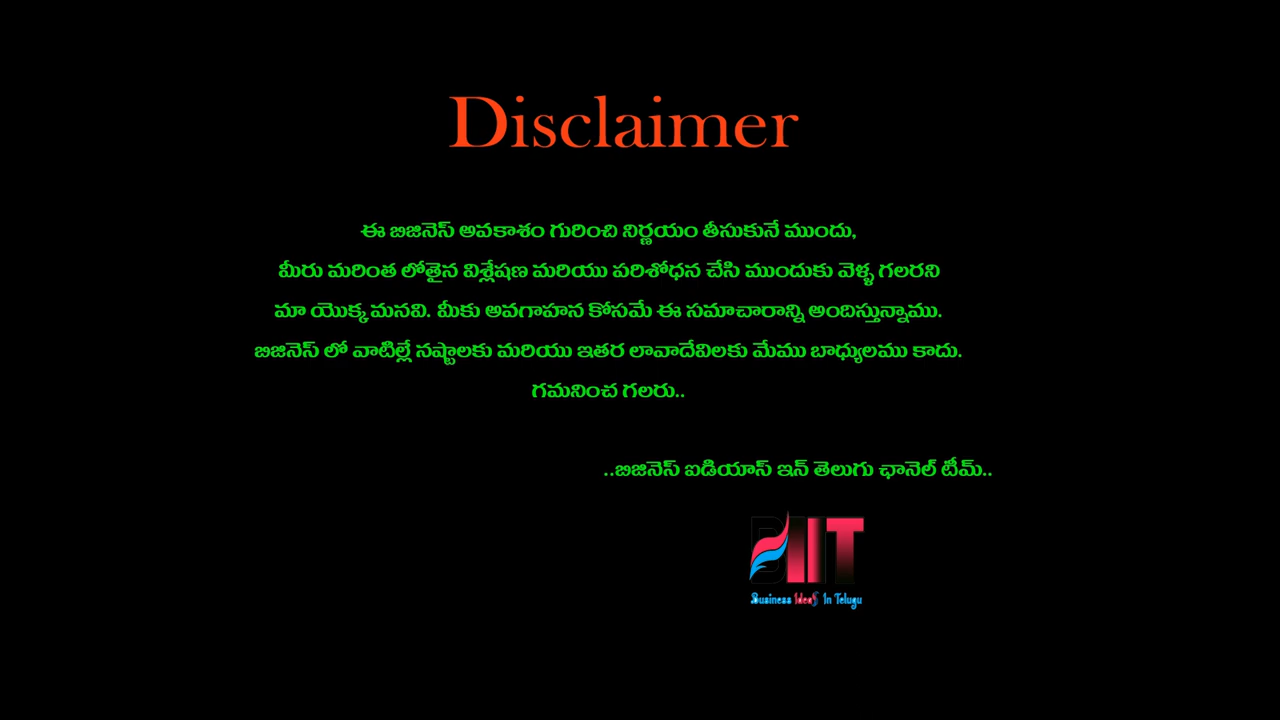 Disclaimer
ఈ బిజినెస్ అవకాశం గురించి నిర్ణయం తీసుకునే ముందు,
మీరు మరింత లోతైన విశ్లేషణ మరియు పరిశోధన చేసి ముందుకు వెళ్ళ గలరని
మా యొక్క మనవి. మీకు అవగాహన కోసమే ఈ సమాచారాన్ని అందిస్తున్నాము.
బిజినెస్ లో వాటిల్లే నష్టాలకు మరియు ఇతర లావాదేవిలకు మేము బాధ్యులము కాదు.
గమనించ గలరు..
..బిజినెస్ ఐడియాస్ ఇన్ తెలుగు ఛానెల్ టీమ్..
BIIT
Business Ideas In Telugu